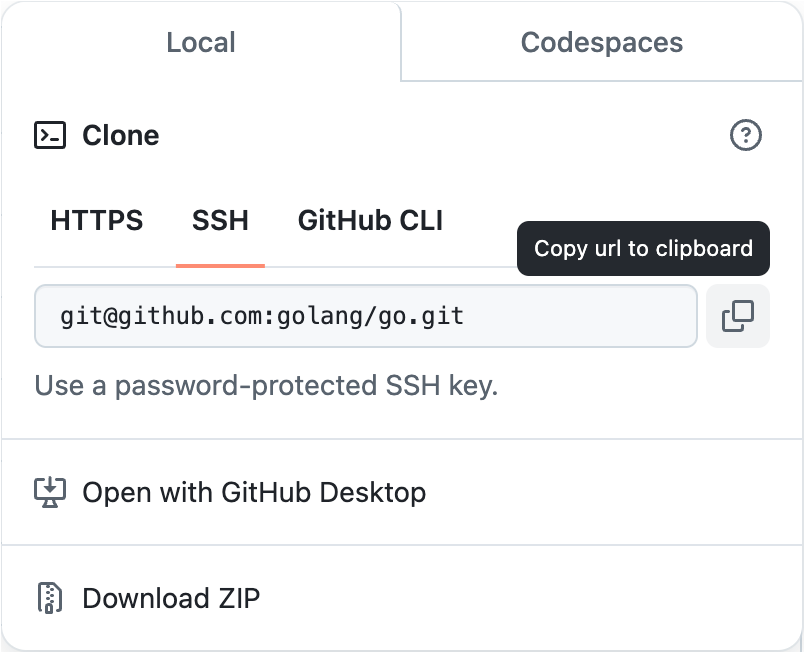 Local
Codespaces
Clone
HTTPS
SSH
GitHub CLI
Copy url to clipboard
git@github.com:golang/go.git
Use a password-protected SSH key.
Open with GitHub Desktop
Download ZIP